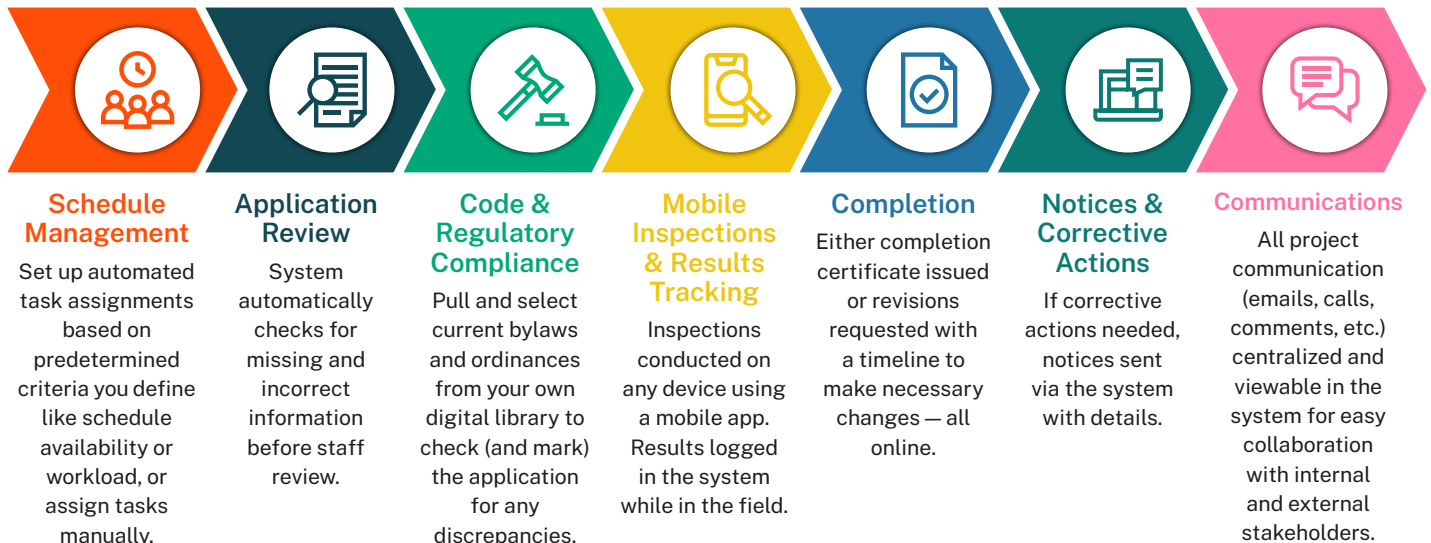 Schedule
Management
Set up automated
task assignments
based on
predetermined
criteria you define
like schedule
availability or
workload, or
assign tasks
manually.
Application
Review
System
automatically
checks for
missing and
incorrect
information
before staff
review.
Code &
Regulatory
Compliance
Pull and select
current bylaws
and ordinances
from your own
digital library to
check (and mark)
the application
for any
discrepancies.
Mobile
Inspections
& Results
Tracking
Inspections
conducted on
any device using
a mobile app.
Results logged
in the system
while in the field.
Completion
Either completion
certificate issued
or revisions
requested with
a timeline to
make necessary
changes — all
online.
Notices &
Corrective
Actions
If corrective
actions needed,
notices sent
via the system
with details.
Communications
All project
communication
(emails, calls,
comments, etc.)
centralized and
viewable in the
system for easy
collaboration
with internal
and external
stakeholders.